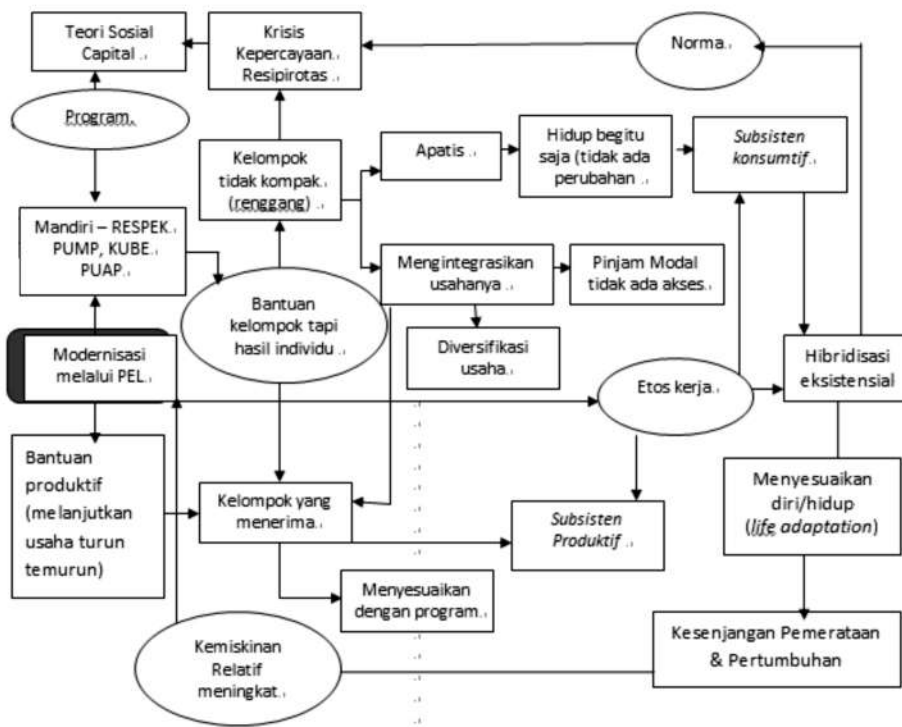 Teori Sosial
Capital
Krisis
Kepercayaan
Resipirotas
Norma
Program
Kelompok
tidak kompak
(renggang)
Apatis
Hidup begitu
saja (tidak ada
perubahan
Subsisten
konsumtif
Mandiri – RESPEK
PUMP, KUBE
PUAP
Bantuan
kelompok tapi
hasil individu
Mengintegrasikan
usahanya
Pinjam Modal
tidak ada akses
Modernisasi
melalui PEL
Diversifikasi
usaha
Etos kerja
Hibridisasi
eksistensial
Bantuan
produktif
(melanjutkan
usaha turun
temurun)
Kelompok yang
menerima
Subsisten
Produktif
Menyesuaikan
diri/hidup
(life adaptation)
Menyesuaikan
dengan program
Kemiskinan
Relatif
meningkat
Kesenjangan Pemerataan
& Pertumbuhan